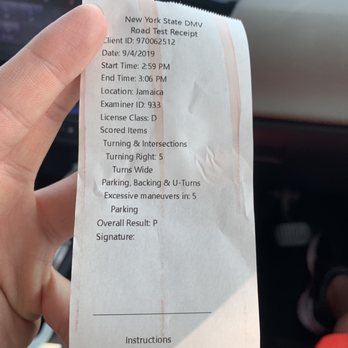 New York State DMV
Road Test Receipt
Client ID: 970062512
Date: 9/4/2019
Start Time: 2:59 PM
End Time: 3:06 PM
Location: Jamaica
Examiner ID: 933
License Class: D
Scored Items
Turning & Intersections
Turning Right: 5
Turns Wide
Parking, Backing & U-Turns
Excessive maneuvers in: 5
Parking
Overall Result: P
Signature:
Instructions